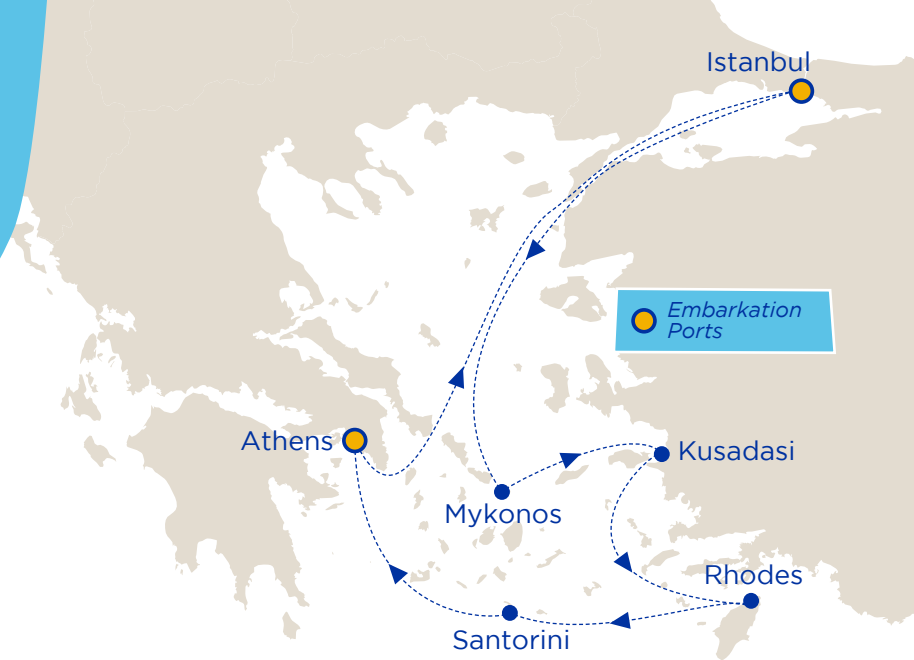 Istanbul
Embarkation
Ports
Athens
Kusadasi
Mykonos
Rhodes
Santorini